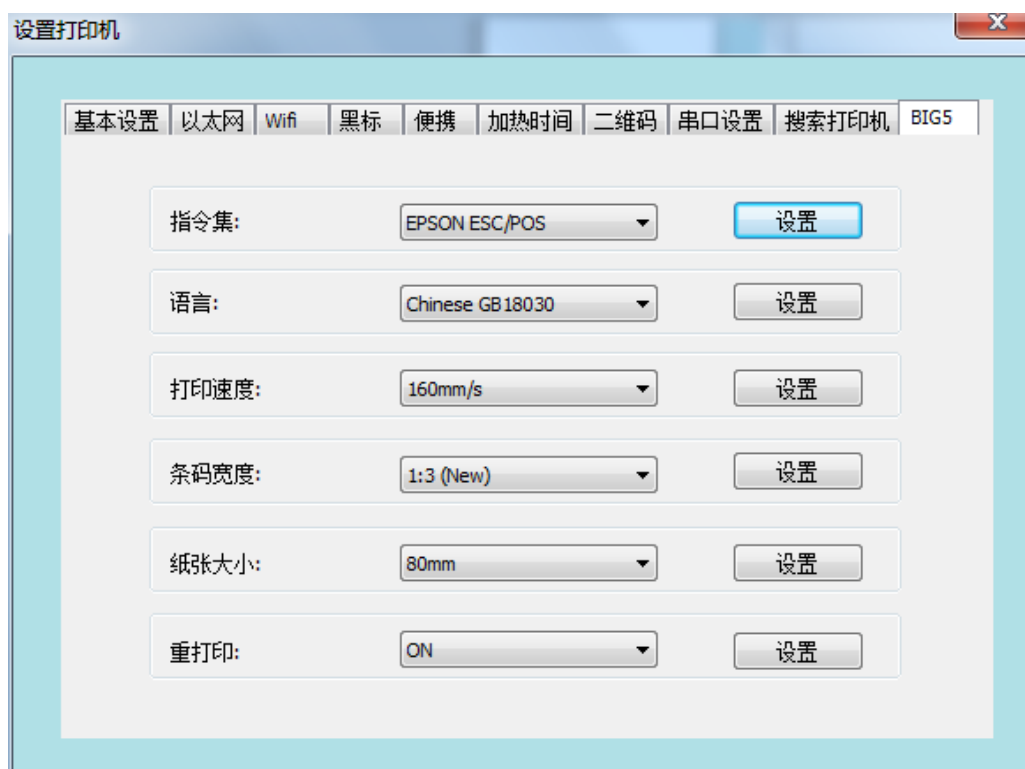 设置打印机
基本设置 以太网 Wifi 黑标 便携 加热时间 二维码 串口设置 搜索打印机 BIG5
指令集: EPSON ESC/POS 设置
语言: Chinese GB18030 设置
打印速度: 160mm/s 设置
条码宽度: 1:3 (New) 设置
纸张大小: 80mm 设置
重打印: ON 设置